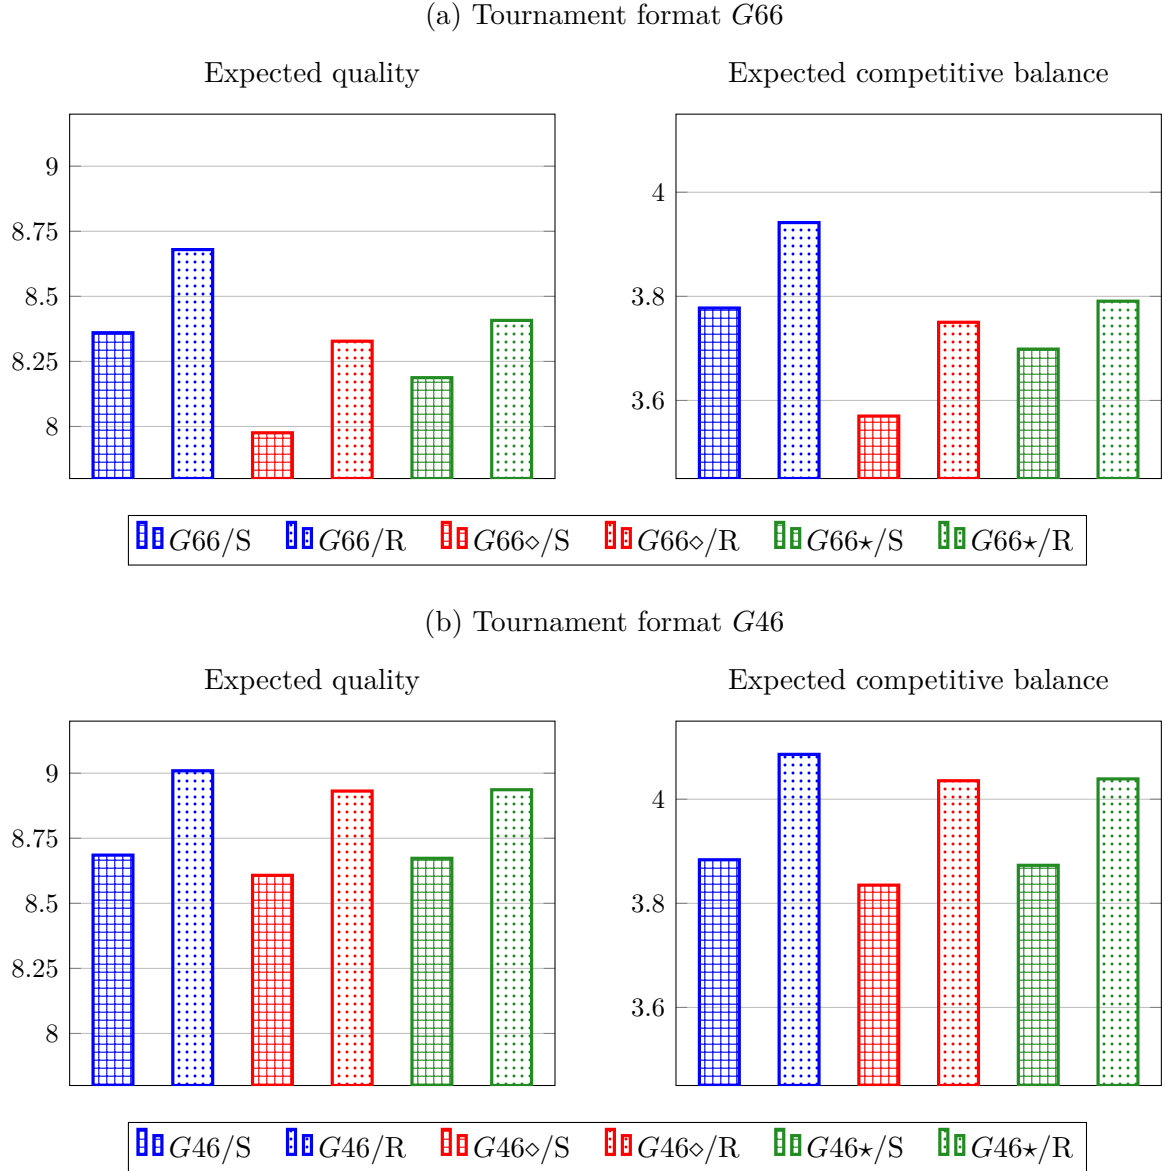 (a) Tournament format G66
Expected quality
Expected competitive balance
9
8.75
8.5
8.25
8
4
3.8
3.6
G66/S G66/R G66⋄/S G66⋄/R G66⋆/S G66⋆/R
(b) Tournament format G46
Expected quality
Expected competitive balance
9
8.75
8.5
8.25
8
4
3.8
3.6
G46/S G46/R G46⋄/S G46⋄/R G46⋆/S G46⋆/R